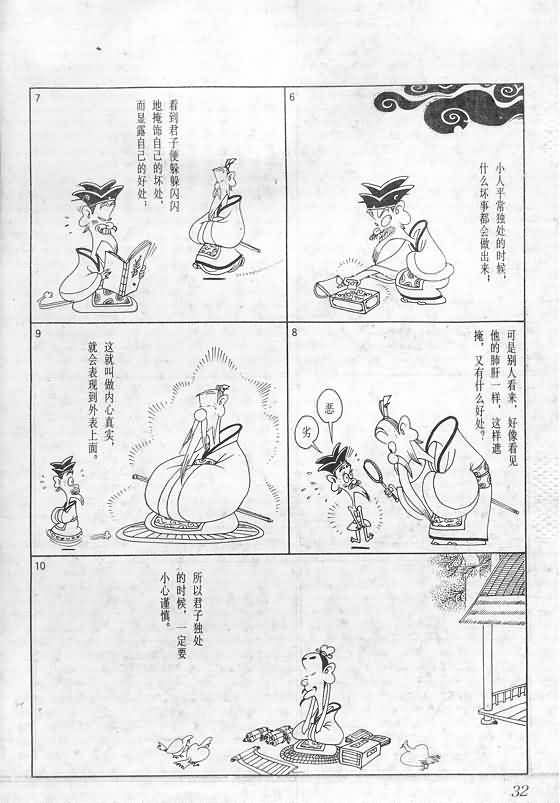 6
小人平常独处的时候，
什么坏事都会做出来；
7
看到君子便躲躲闪闪
地掩饰自己的坏处，
而显露自己的好处；
8
可是别人看来，好像看见
他的肺肝一样，这样遮
掩，又有什么好处？
恶
劣
9
这就叫做内心真实，
就会表现到外表上面。
10
所以君子独处
的时候，一定要
小心谨慎。
32